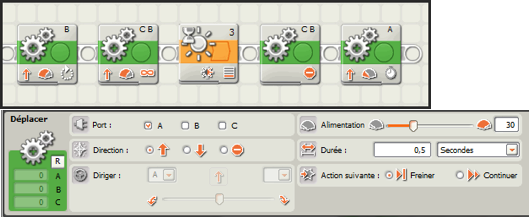 B
C B
3
C B
A
Déplacer
R
0 A
0 B
0 C
Port : A B C
Direction :
Diriger : A
Alimentation 30
Durée : 0,5 Secondes
Action suivante : Freiner Continuer